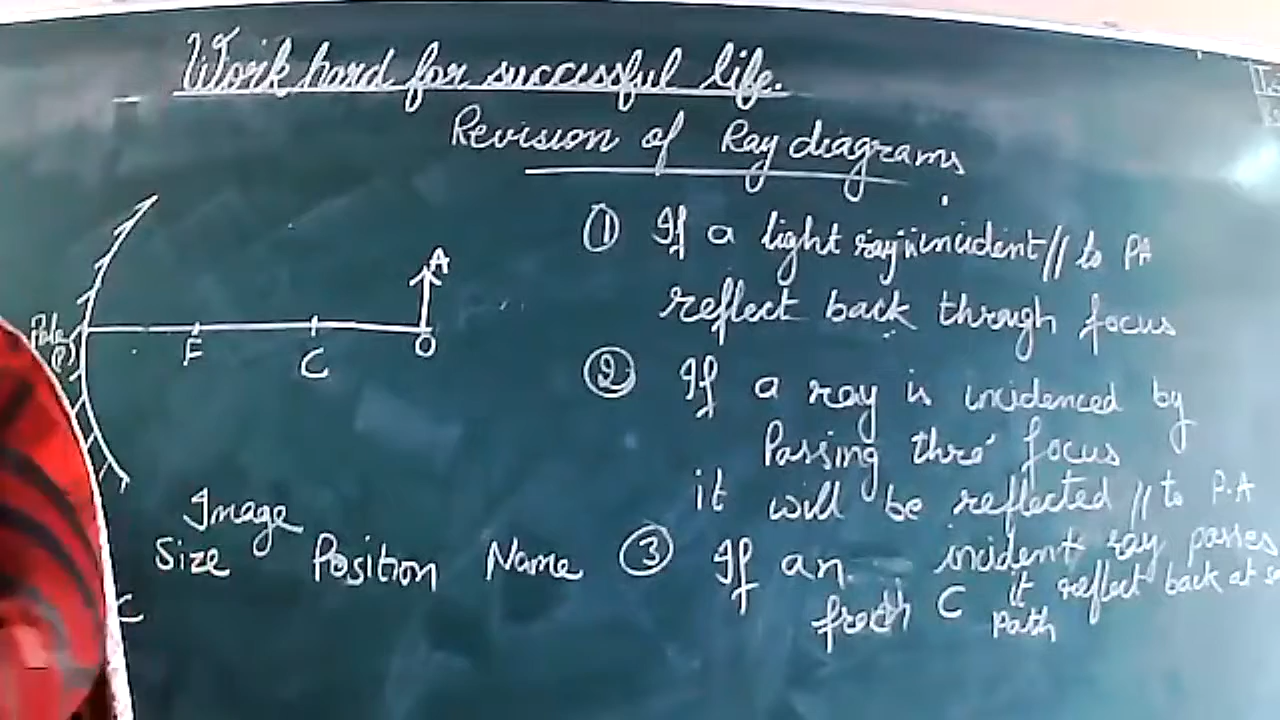 Work hard for successful life.
Revision of Ray diagrams
① If a light ray is incident // to PA
reflect back through focus
② If a ray is incidenced by
Passing thro' focus
it will be reflected // to P.A
③ If an incident ray passes
from C it reflect back at
Path
A
Pole
(P)
F
C
O
Image
Size Position Name
C